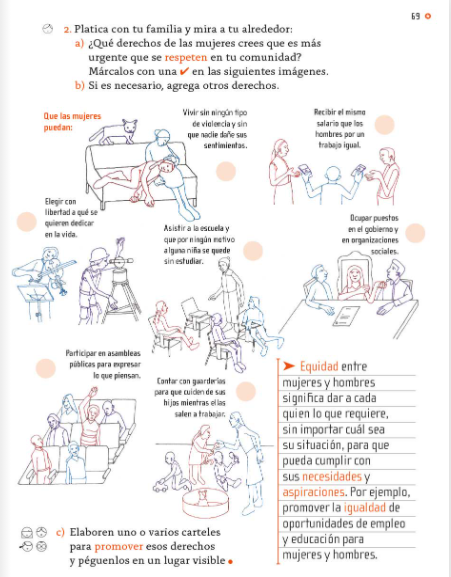 69
2. Platica con tu familia y mira a tu alrededor:
a) ¿Qué derechos de las mujeres crees que es más
urgente que se respeten en tu comunidad?
Márcalos con una ✔ en las siguientes imágenes.
b) Si es necesario, agrega otros derechos.
Que las mujeres
puedan:
Vivir sin ningún tipo
de violencia y sin
que nadie dañe sus
sentimientos.
Recibir el mismo
salario que los
hombres por un
trabajo igual.
Elegir con
libertad a qué se
quieren dedicar
en la vida.
Asistir a la escuela y
que por ningún motivo
alguna niña se quede
sin estudiar.
Ocupar puestos
en el gobierno y
en organizaciones
sociales.
Participar en asambleas
públicas para expresar
lo que piensan.
Contar con guarderías
para que cuiden de sus
hijos mientras ellas
salen a trabajar.
➤ Equidad entre
mujeres y hombres
significa dar a cada
quien lo que requiere,
sin importar cuál sea
su situación, para que
pueda cumplir con
sus necesidades y
aspiraciones. Por ejemplo,
promover la igualdad de
oportunidades de empleo
y educación para
mujeres y hombres.
c) Elaboren uno o varios carteles
para promover esos derechos
y péguenlos en un lugar visible